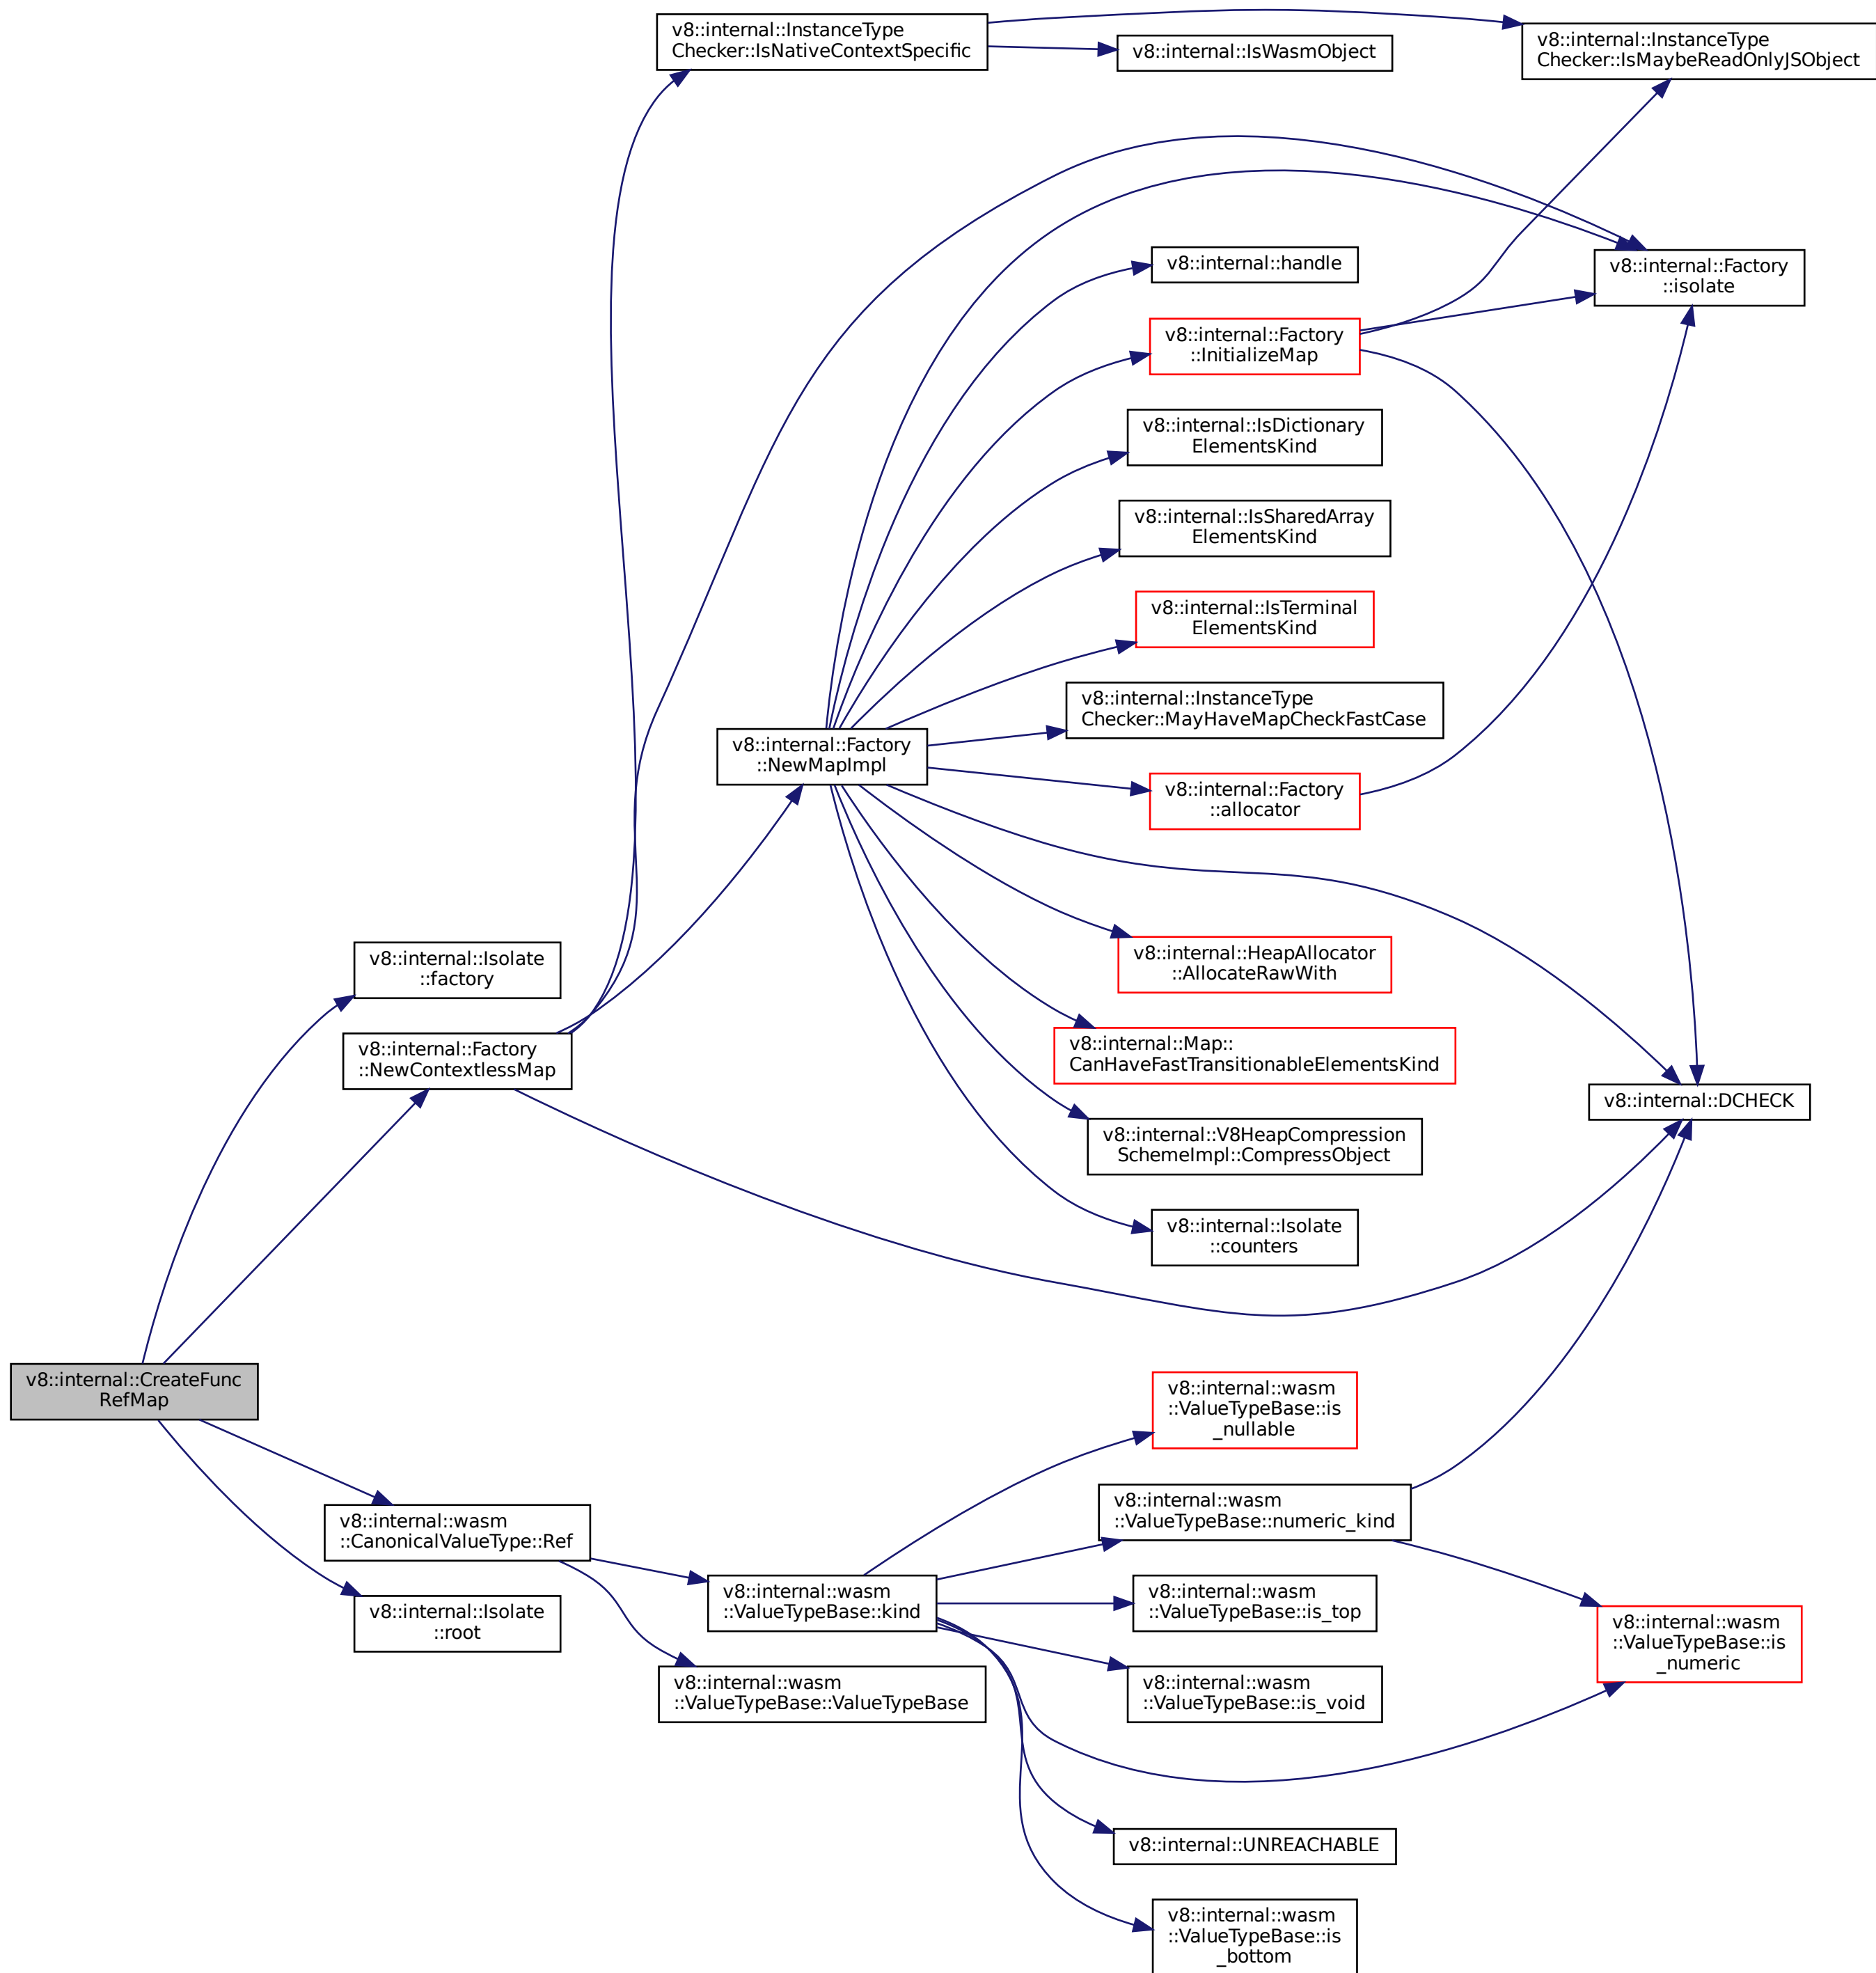 v8::internal::InstanceType
Checker::IsNativeContextSpecific
v8::internal::IsWasmObject
v8::internal::InstanceType
Checker::IsMaybeReadOnlyJSObject
v8::internal::handle
v8::internal::Factory
::isolate
v8::internal::Factory
::InitializeMap
v8::internal::IsDictionary
ElementsKind
v8::internal::IsSharedArray
ElementsKind
v8::internal::IsTerminal
ElementsKind
v8::internal::InstanceType
Checker::MayHaveMapCheckFastCase
v8::internal::Factory
::NewMapImpl
v8::internal::Factory
::allocator
v8::internal::HeapAllocator
::AllocateRawWith
v8::internal::Isolate
::factory
v8::internal::Factory
::NewContextlessMap
v8::internal::Map::
CanHaveFastTransitionableElementsKind
v8::internal::DCHECK
v8::internal::V8HeapCompression
SchemeImpl::CompressObject
v8::internal::Isolate
::counters
v8::internal::CreateFunc
RefMap
v8::internal::wasm
::ValueTypeBase::is
_nullable
v8::internal::wasm
::ValueTypeBase::numeric_kind
v8::internal::wasm
::CanonicalValueType::Ref
v8::internal::wasm
::ValueTypeBase::kind
v8::internal::wasm
::ValueTypeBase::is_top
v8::internal::Isolate
::root
v8::internal::wasm
::ValueTypeBase::is
_numeric
v8::internal::wasm
::ValueTypeBase::ValueTypeBase
v8::internal::wasm
::ValueTypeBase::is_void
v8::internal::UNREACHABLE
v8::internal::wasm
::ValueTypeBase::is
_bottom